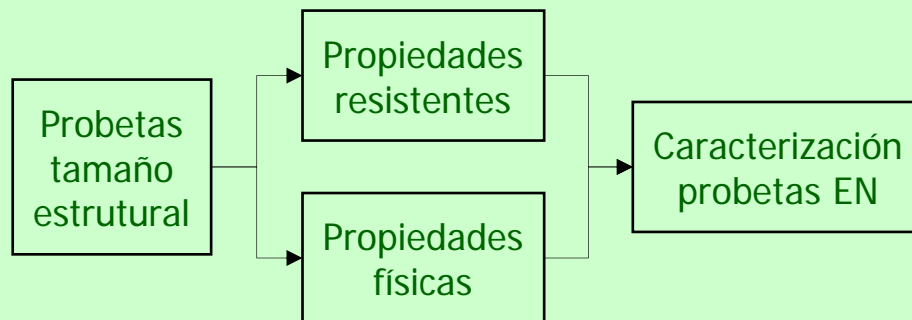 Probetas
tamaño
estrutural
Propiedades
resistentes
Propiedades
físicas
Caracterización
probetas EN